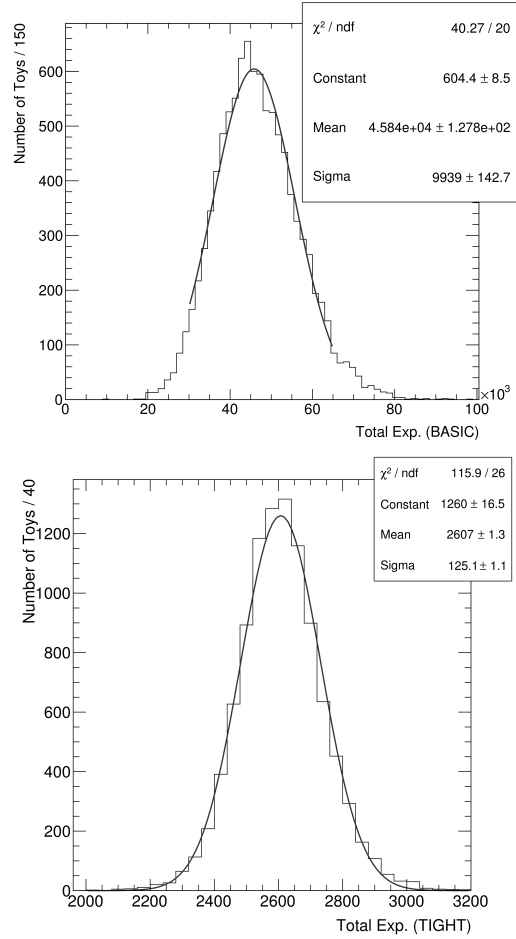 χ² / ndf 40.27 / 20
Constant 604.4 ± 8.5
Mean 4.584e+04 ± 1.278e+02
Sigma 9939 ± 142.7
Number of Toys / 150
600
500
400
300
200
100
0
0 20 40 60 80 100
×10³
Total Exp. (BASIC)
χ² / ndf 115.9 / 26
Constant 1260 ± 16.5
Mean 2607 ± 1.3
Sigma 125.1 ± 1.1
Number of Toys / 40
1200
1000
800
600
400
200
0
2000 2200 2400 2600 2800 3000 3200
Total Exp. (TIGHT)